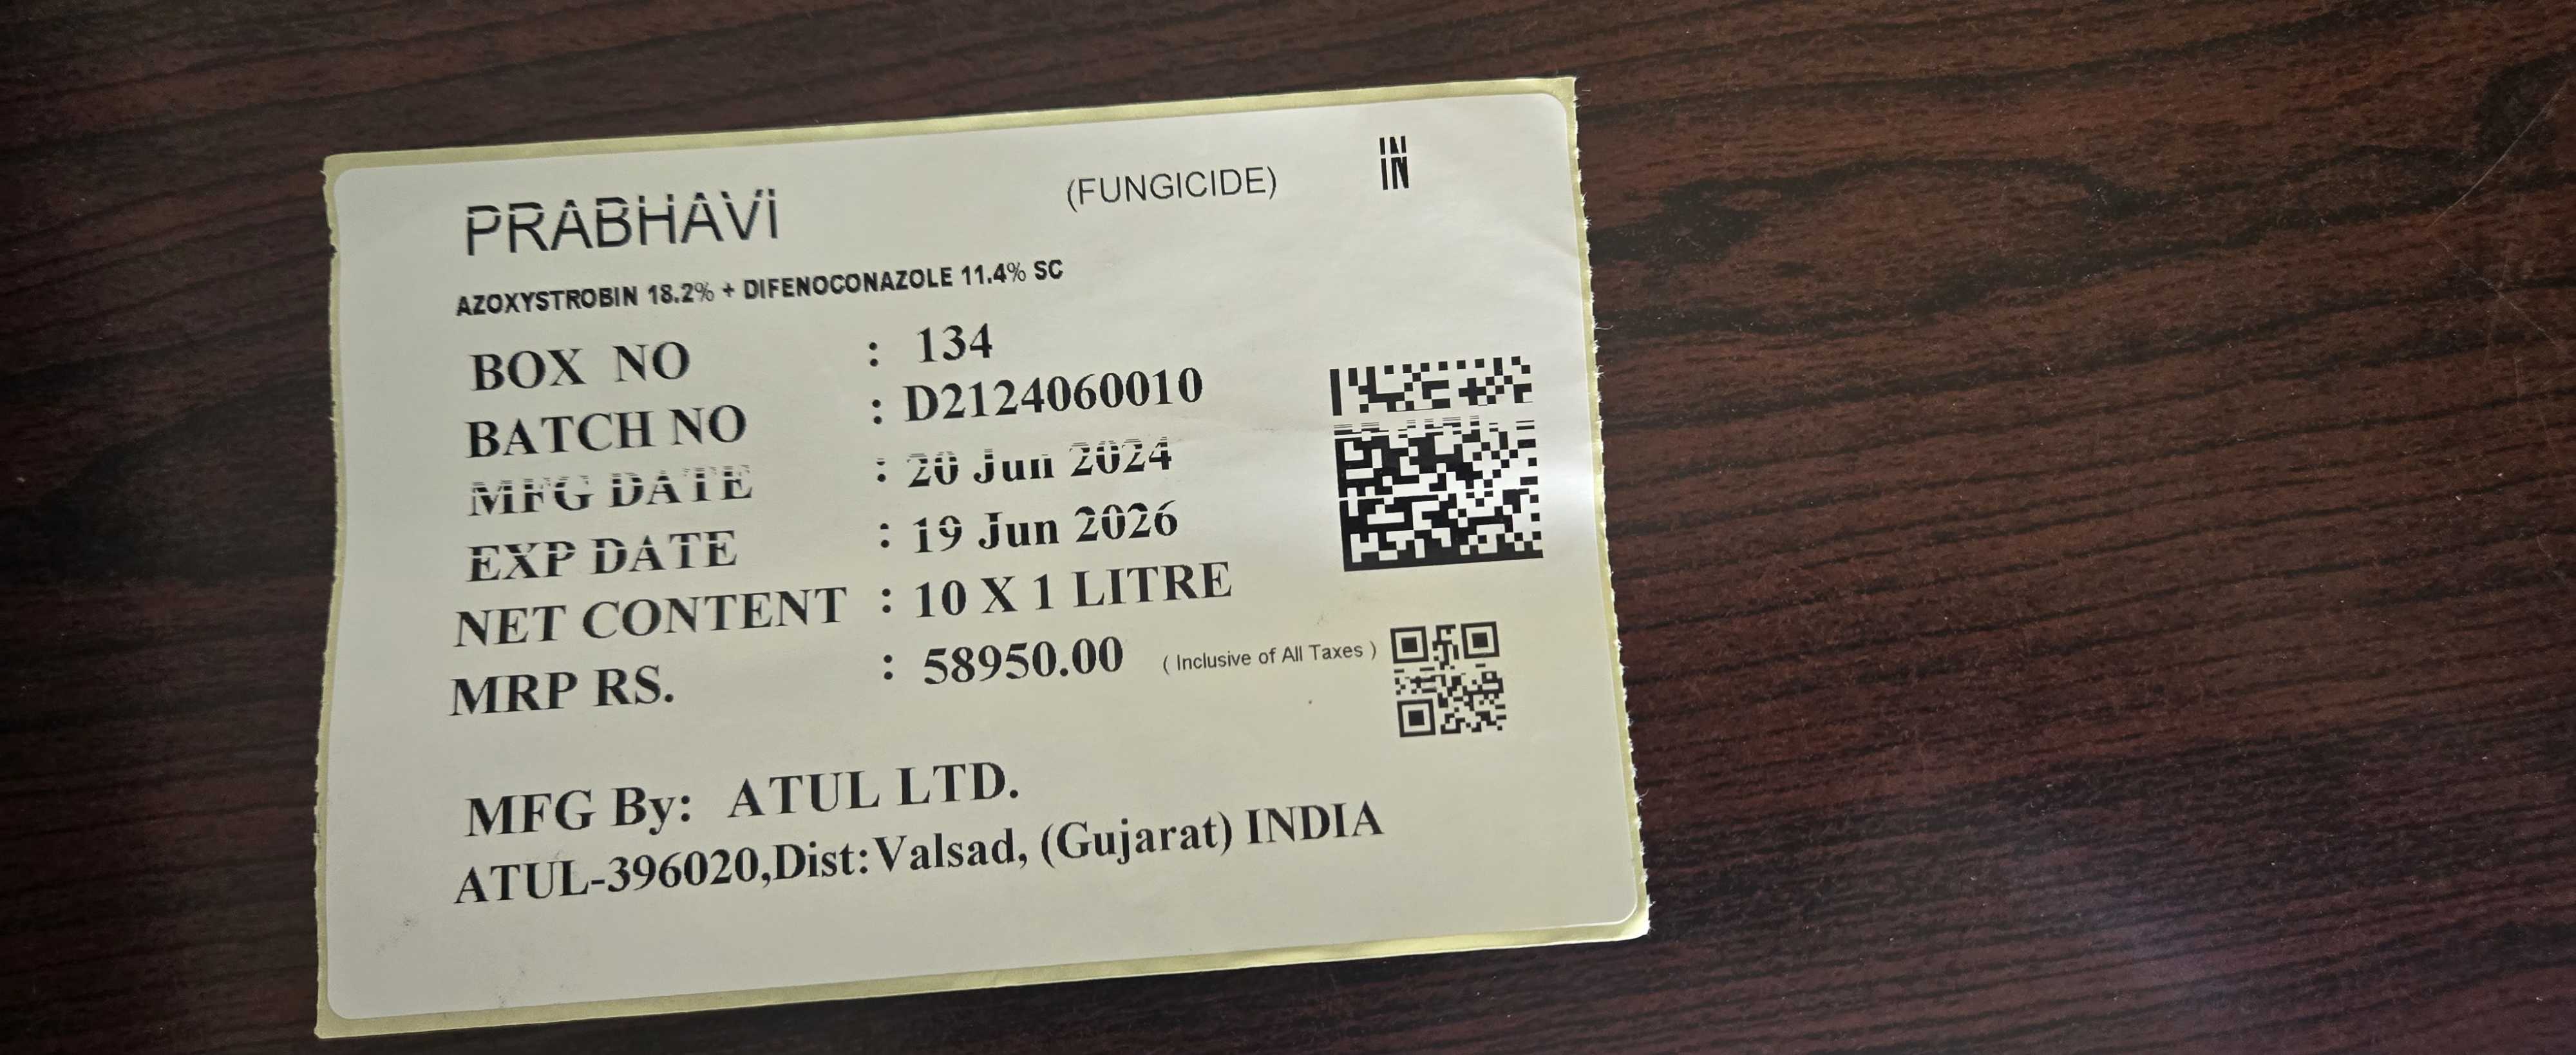 PRABHAVI (FUNGICIDE) IN
AZOXYSTROBIN 18.2% + DIFENOCONAZOLE 11.4% SC
BOX NO : 134
BATCH NO : D2124060010
MFG DATE : 20 Jun 2024
EXP DATE : 19 Jun 2026
NET CONTENT : 10 X 1 LITRE
MRP RS. : 58950.00 ( Inclusive of All Taxes )
MFG By: ATUL LTD.
ATUL-396020,Dist:Valsad, (Gujarat) INDIA